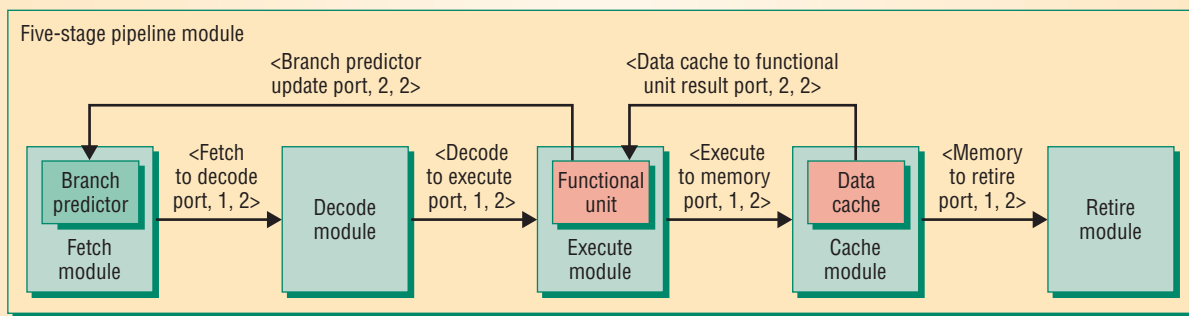 Five-stage pipeline module
<Branch predictor
update port, 2, 2>
<Data cache to functional
unit result port, 2, 2>
Branch
predictor
Fetch
module
<Fetch
to decode
port, 1, 2>
Decode
module
<Decode
to execute
port, 1, 2>
Functional
unit
Execute
module
<Execute
to memory
port, 1, 2>
Data
cache
Cache
module
<Memory
to retire
port, 1, 2>
Retire
module